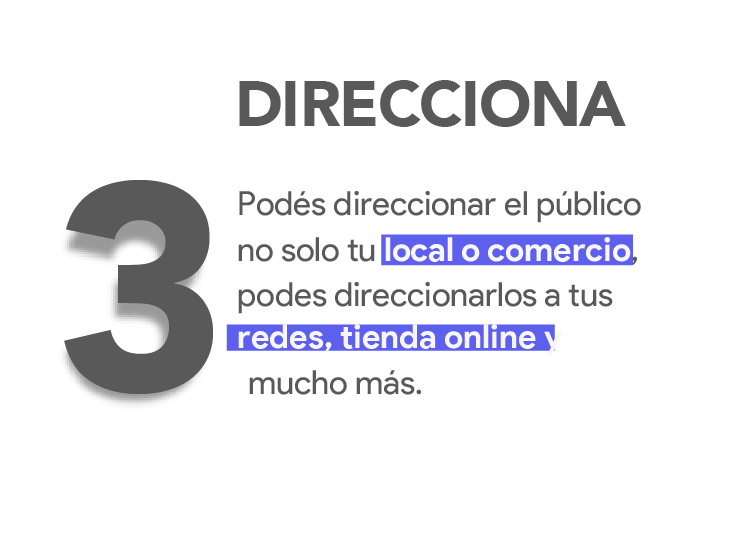 DIRECCIONA
3
Podés direccionar el público
no solo tu local o comercio,
podes direccionarlos a tus
redes, tienda online y
mucho más.